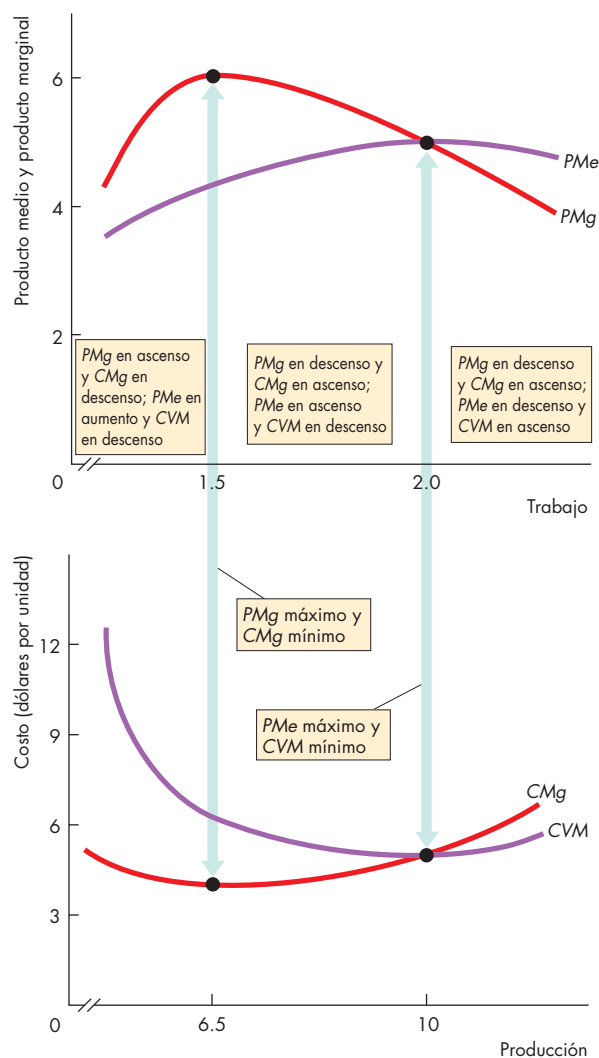 Producto medio y producto marginal
6
4
2
0
PMe
PMg
PMg en ascenso
y CMg en
descenso; PMe en
aumento y CVM
en descenso
PMg en descenso y
CMg en ascenso;
PMe en ascenso
y CVM en descenso
PMg en descenso
y CMg en ascenso;
PMe en descenso y
CVM en ascenso
1.5
2.0
Trabajo
Costo (dólares por unidad)
12
9
6
3
0
PMg máximo y
CMg mínimo
PMe máximo y
CVM mínimo
CMg
CVM
6.5
10
Producción